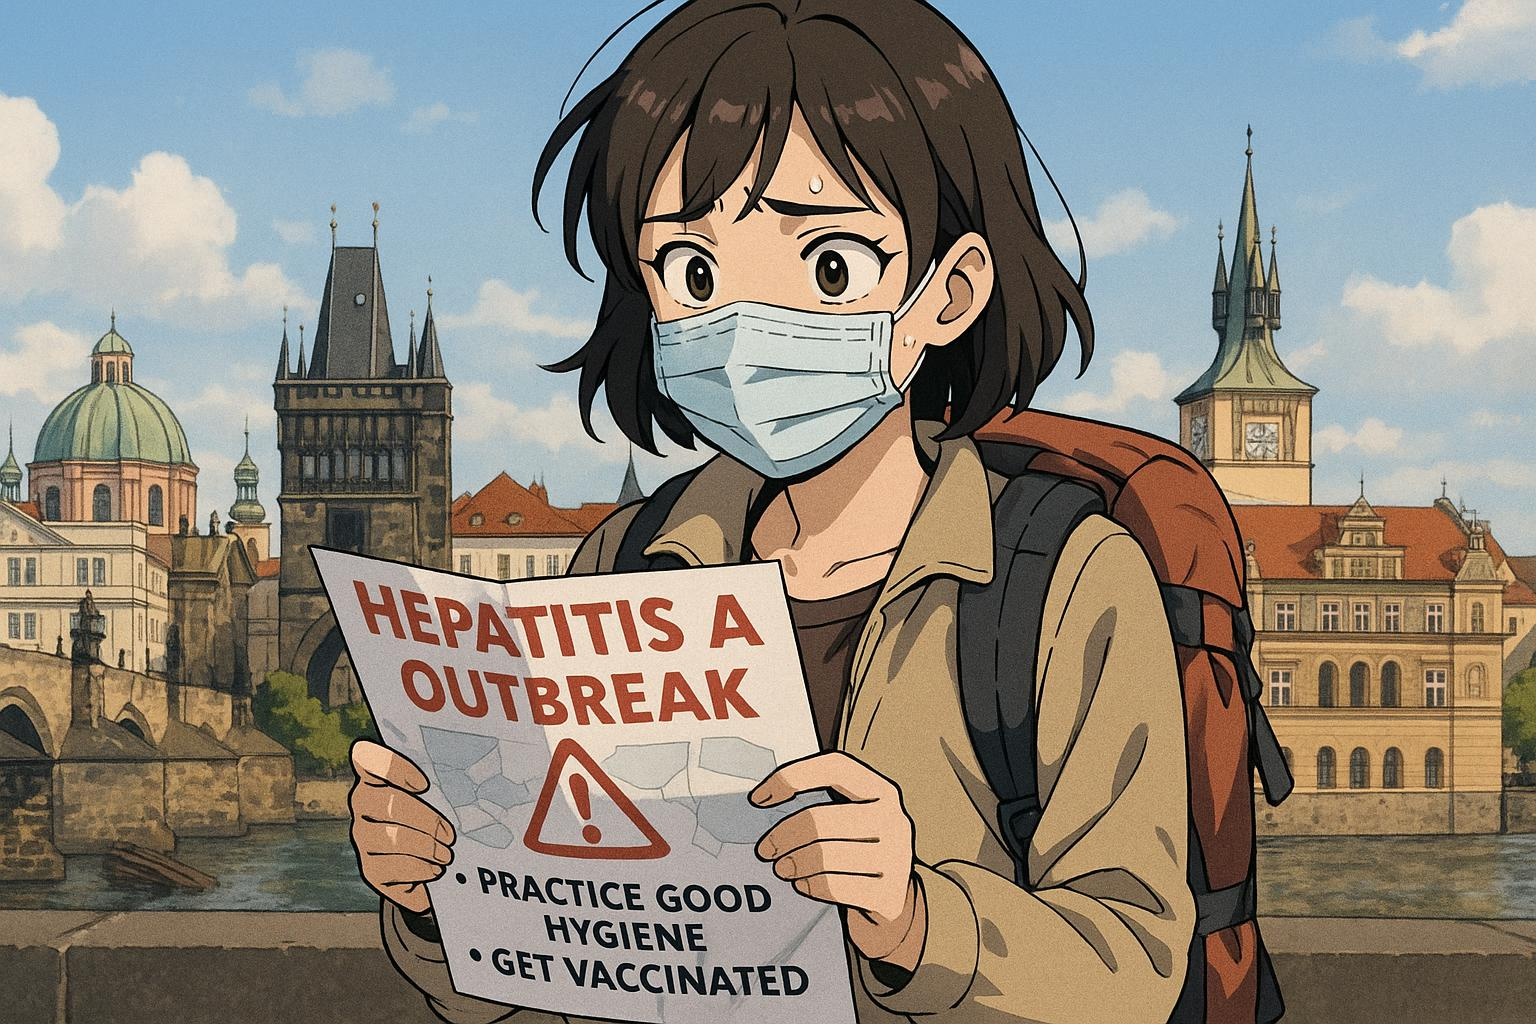 HEPATITIS A
OUTBREAK
• PRACTICE GOOD
HYGIENE
• GET VACCINATED